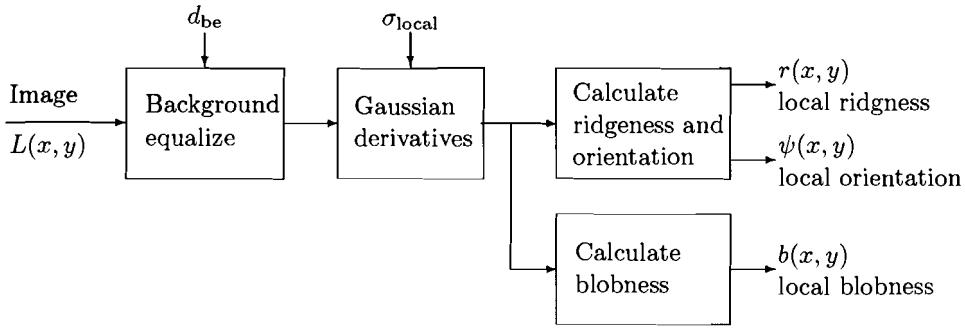 d_be
σ_local
Image
L(x, y)
Background
equalize
Gaussian
derivatives
Calculate
ridgeness and
orientation
r(x, y)
local ridgness
ψ(x, y)
local orientation
Calculate
blobness
b(x, y)
local blobness